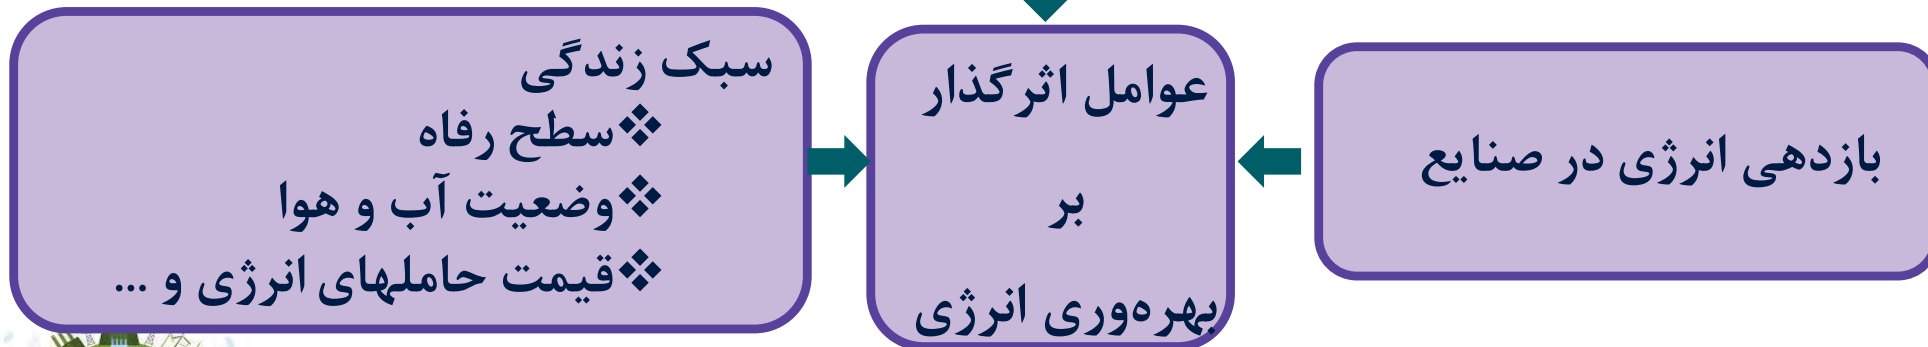 بازدهی انرژی در صنایع
عوامل اثرگذار
بر
بهره‌وری انرژی
سبک زندگی
❖سطح رفاه
❖وضعیت آب و هوا
❖قیمت حاملهای انرژی و ...